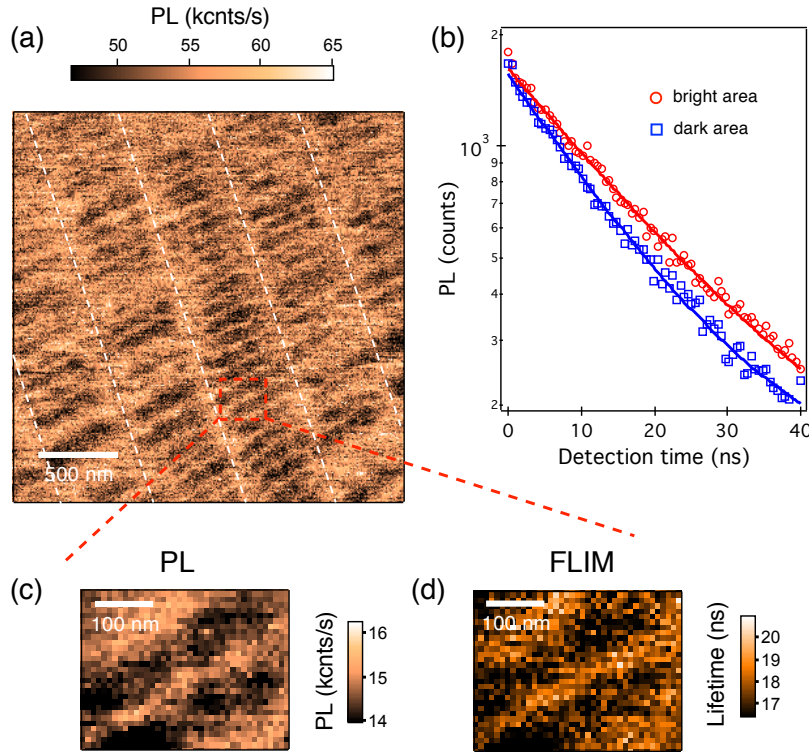 PL (kcnts/s)
(a)
50 55 60 65
500 nm
(b)
2
10³
9
8
7
6
5
4
3
2
bright area
dark area
PL (counts)
0 10 20 30 40
Detection time (ns)
PL
(c)
100 nm
PL (kcnts/s)
16
15
14
FLIM
(d)
100 nm
Lifetime (ns)
20
19
18
17